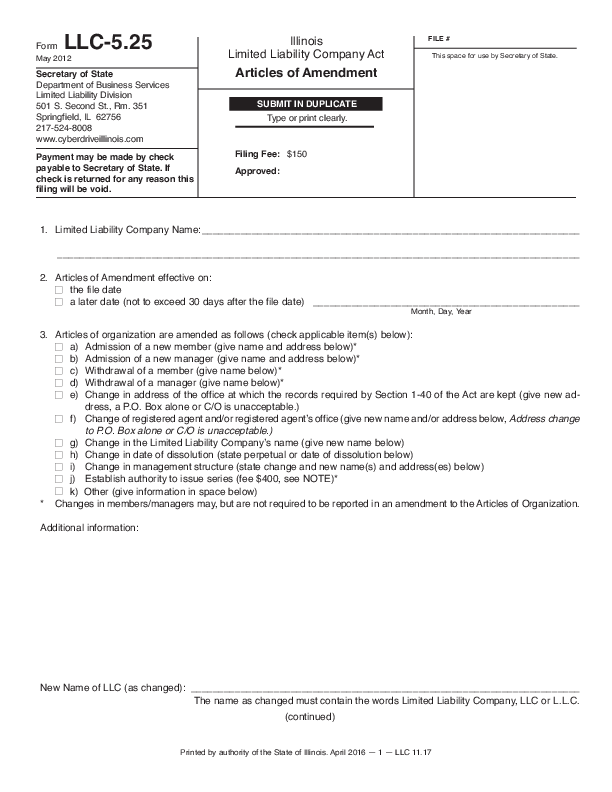 Form LLC-5.25
May 2012
Secretary of State
Department of Business Services
Limited Liability Division
501 S. Second St., Rm. 351
Springfield, IL 62756
217-524-8008
www.cyberdriveillinois.com
Payment may be made by check
payable to Secretary of State. If
check is returned for any reason this
filing will be void.
Illinois
Limited Liability Company Act
Articles of Amendment
SUBMIT IN DUPLICATE
Type or print clearly.
Filing Fee: $150
Approved:
FILE #
This space for use by Secretary of State.
1. Limited Liability Company Name:
2. Articles of Amendment effective on:
the file date
a later date (not to exceed 30 days after the file date)
Month, Day, Year
3. Articles of organization are amended as follows (check applicable item(s) below):
a) Admission of a new member (give name and address below)*
b) Admission of a new manager (give name and address below)*
c) Withdrawal of a member (give name below)*
d) Withdrawal of a manager (give name below)*
e) Change in address of the office at which the records required by Section 1-40 of the Act are kept (give new ad-
dress, a P.O. Box alone or C/O is unacceptable.)
f) Change of registered agent and/or registered agent's office (give new name and/or address below, Address change
to P.O. Box alone or C/O is unacceptable.)
g) Change in the Limited Liability Company's name (give new name below)
h) Change in date of dissolution (state perpetual or date of dissolution below)
i) Change in management structure (state change and new name(s) and address(es) below)
j) Establish authority to issue series (fee $400, see NOTE)*
k) Other (give information in space below)
* Changes in members/managers may, but are not required to be reported in an amendment to the Articles of Organization.
Additional information:
New Name of LLC (as changed):
The name as changed must contain the words Limited Liability Company, LLC or L.L.C.
(continued)
Printed by authority of the State of Illinois. April 2016 — 1 — LLC 11.17